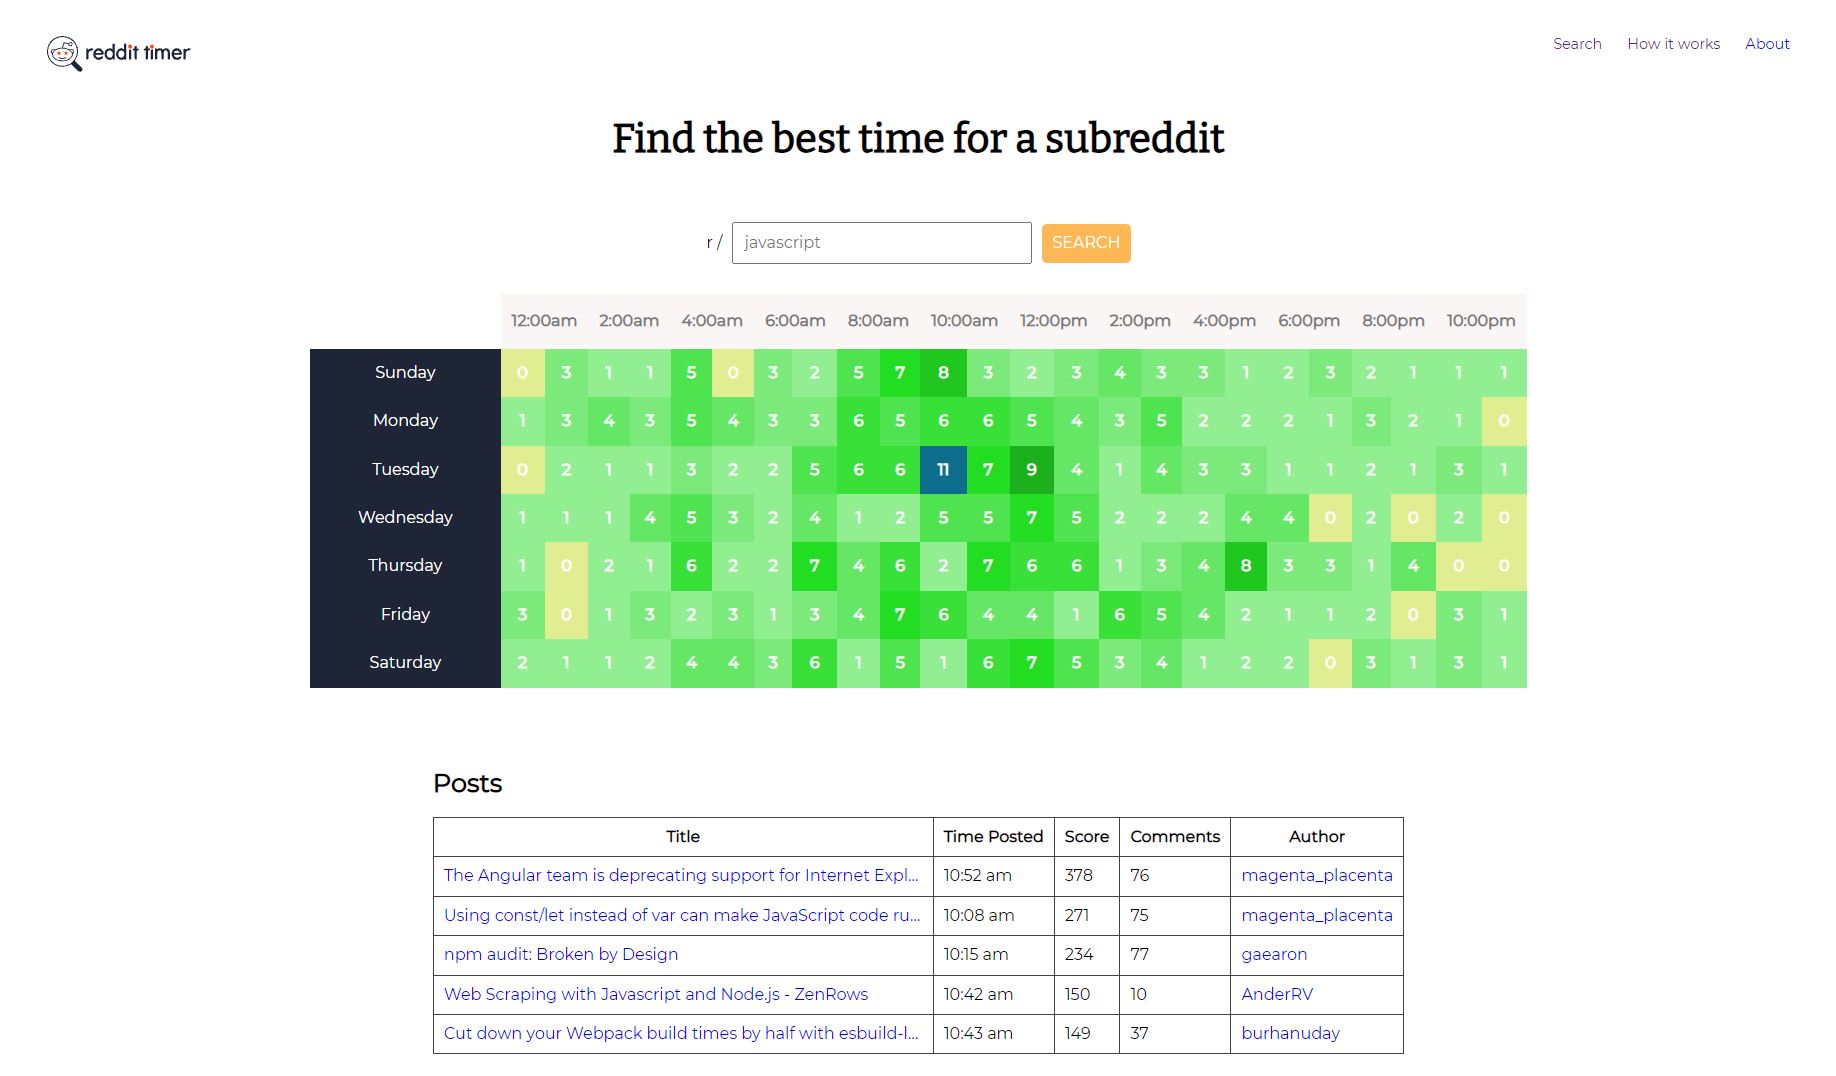 reddit timer
Search How it works About
Find the best time for a subreddit
r / javascript SEARCH
12:00am 2:00am 4:00am 6:00am 8:00am 10:00am 12:00pm 2:00pm 4:00pm 6:00pm 8:00pm 10:00pm
Sunday 0 3 1 1 5 0 3 2 5 7 8 3 2 3 4 3 3 1 2 3 2 1 1 1
Monday 1 3 4 3 5 4 3 3 6 5 6 6 5 4 3 5 2 2 2 1 3 2 1 0
Tuesday 0 2 1 1 3 2 2 5 6 6 11 7 9 4 1 4 3 3 1 1 2 1 3 1
Wednesday 1 1 1 4 5 3 2 4 1 2 5 5 7 5 2 2 2 4 4 0 2 0 2 0
Thursday 1 0 2 1 6 2 2 7 4 6 2 7 6 6 1 3 4 8 3 3 1 4 0 0
Friday 3 0 1 3 2 3 1 3 4 7 6 4 4 1 6 5 4 2 1 1 2 0 3 1
Saturday 2 1 1 2 4 4 3 6 1 5 1 6 7 5 3 4 1 2 2 0 3 1 3 1
Posts
Title Time Posted Score Comments Author
The Angular team is deprecating support for Internet Expl... 10:52 am 378 76 magenta_placenta
Using const/let instead of var can make JavaScript code ru... 10:08 am 271 75 magenta_placenta
npm audit: Broken by Design 10:15 am 234 77 gaearon
Web Scraping with Javascript and Node.js - ZenRows 10:42 am 150 10 AnderRV
Cut down your Webpack build times by half with esbuild-l... 10:43 am 149 37 burhanuday